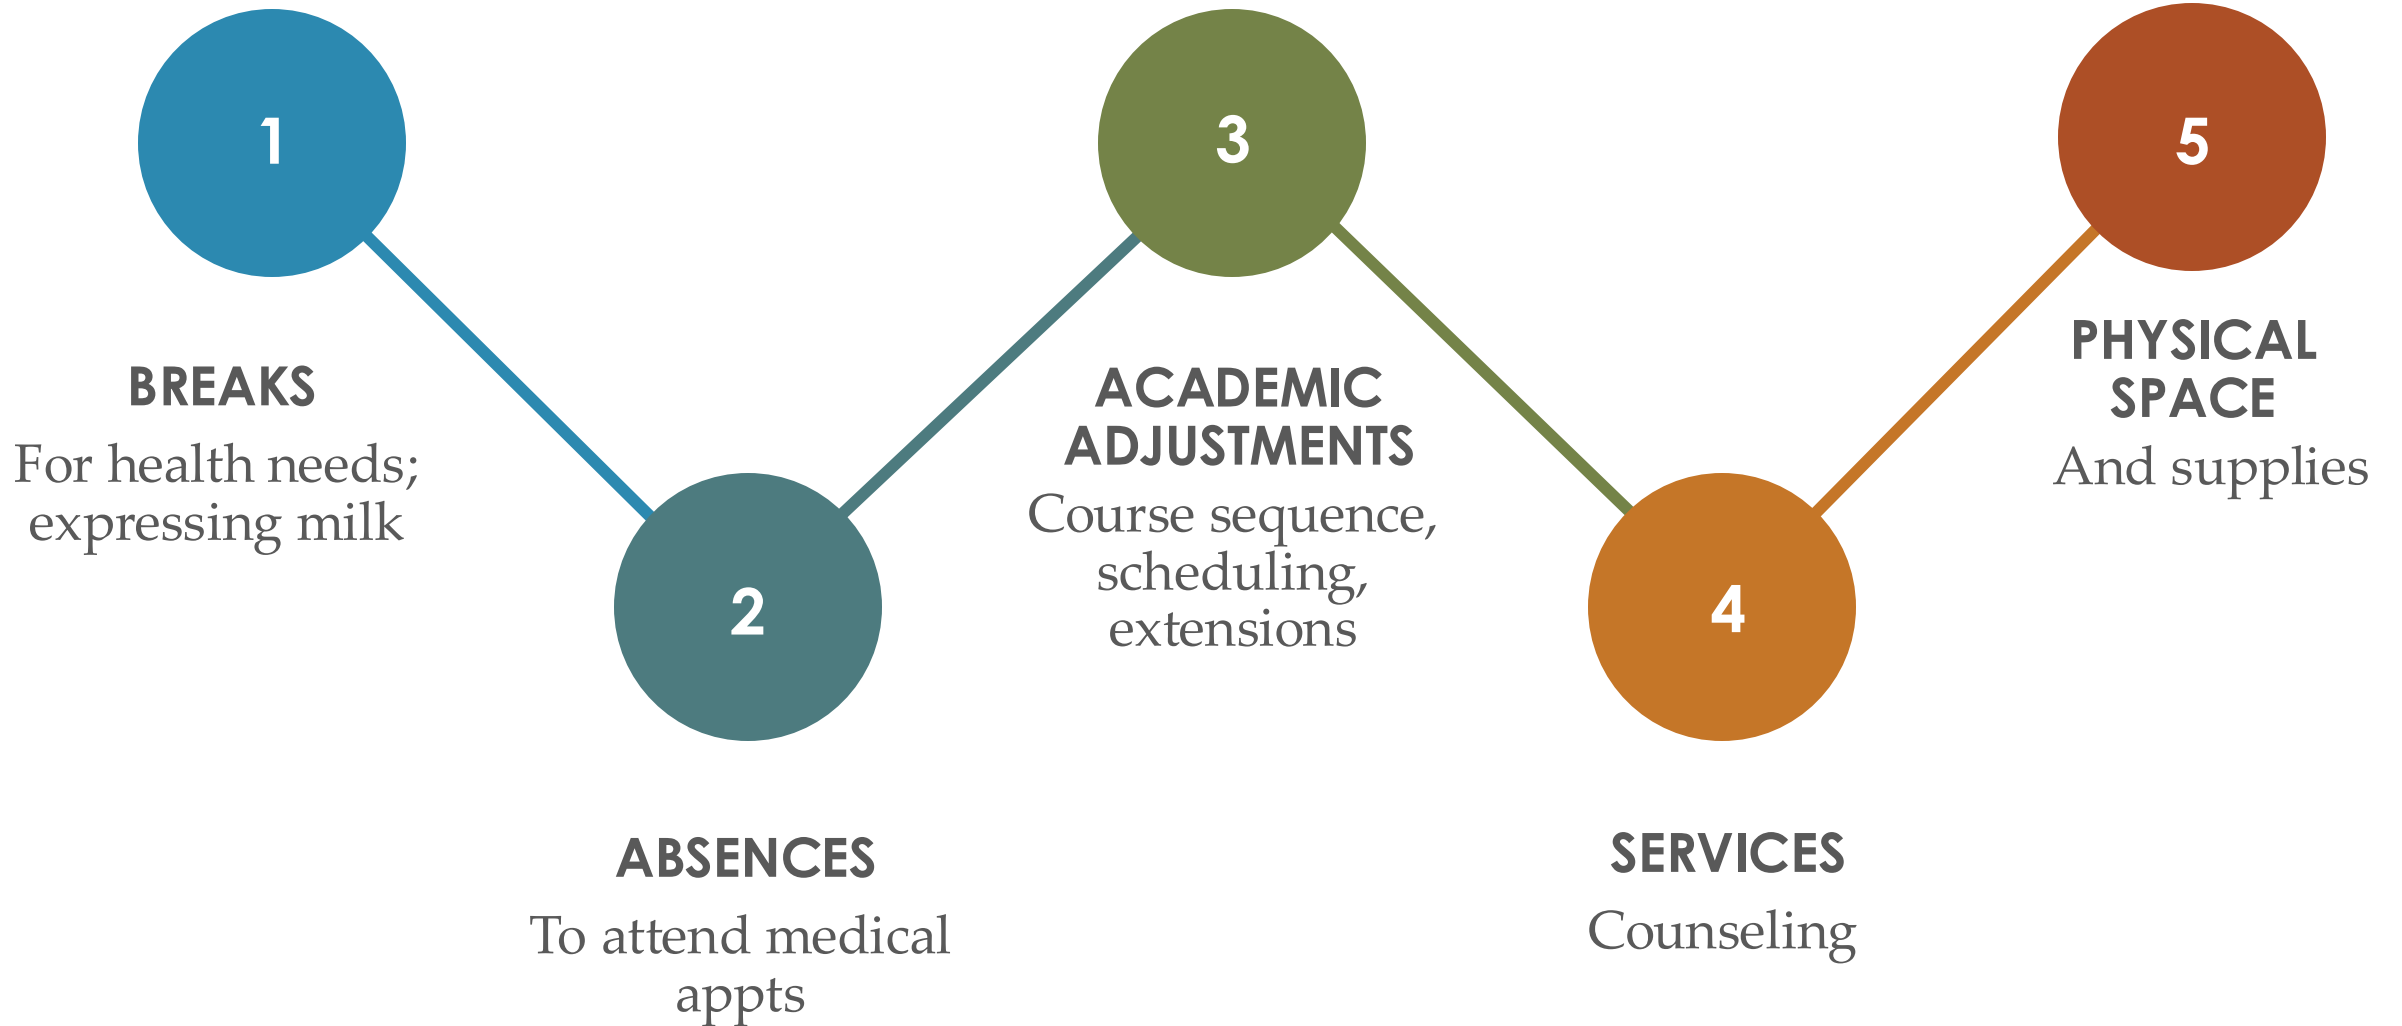 1
BREAKS
For health needs;
expressing milk
2
ABSENCES
To attend medical
appts
3
ACADEMIC
ADJUSTMENTS
Course sequence,
scheduling,
extensions
4
SERVICES
Counseling
5
PHYSICAL
SPACE
And supplies